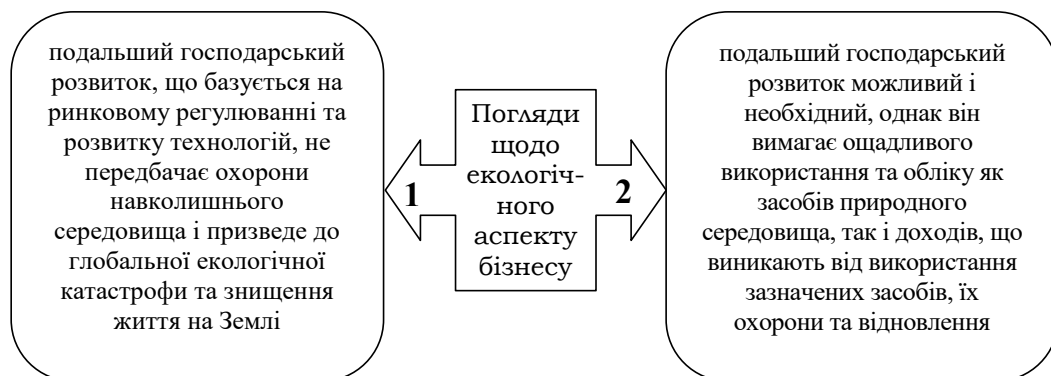 подальший господарський
розвиток, що базується на
ринковому регулюванні та
розвитку технологій, не
передбачає охорони
навколишнього
середовища і призведе до
глобальної екологічної
катастрофи та знищення
життя на Землі
1
Погляди
щодо
екологіч-
ного
аспекту
бізнесу
2
подальший господарський
розвиток можливий і
необхідний, однак він
вимагає ощадливого
використання та обліку як
засобів природного
середовища, так і доходів, що
виникають від використання
зазначених засобів, їх
охорони та відновлення